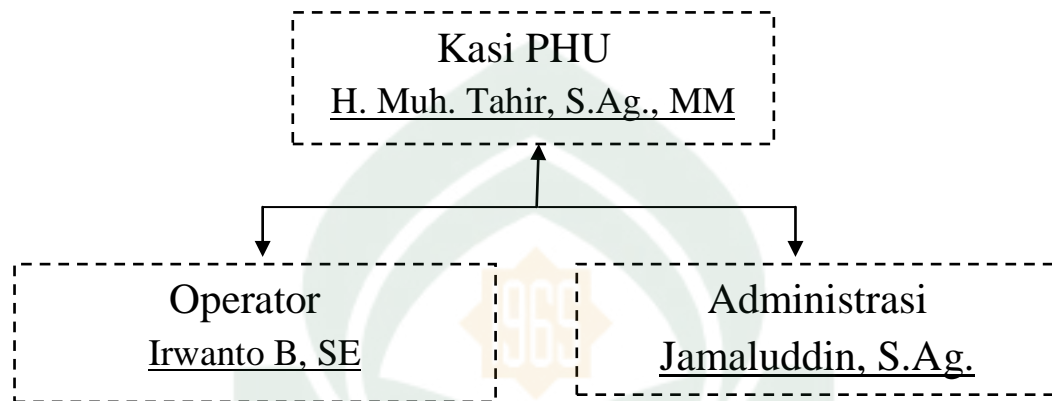 Kasi PHU
H. Muh. Tahir, S.Ag., MM
Operator
Irwanto B, SE
Administrasi
Jamaluddin, S.Ag.